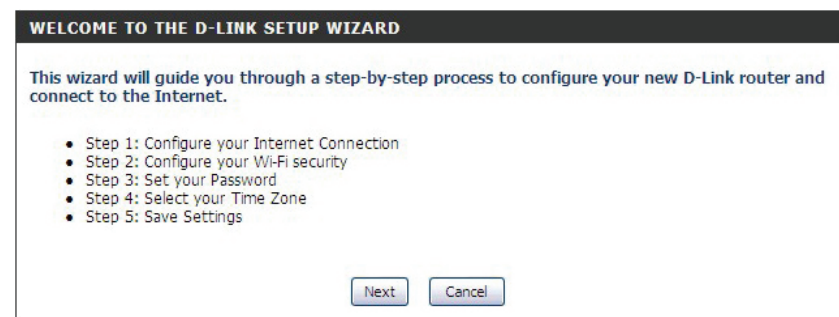 WELCOME TO THE D-LINK SETUP WIZARD
This wizard will guide you through a step-by-step process to configure your new D-Link router and
connect to the Internet.
• Step 1: Configure your Internet Connection
• Step 2: Configure your Wi-Fi security
• Step 3: Set your Password
• Step 4: Select your Time Zone
• Step 5: Save Settings
Next Cancel